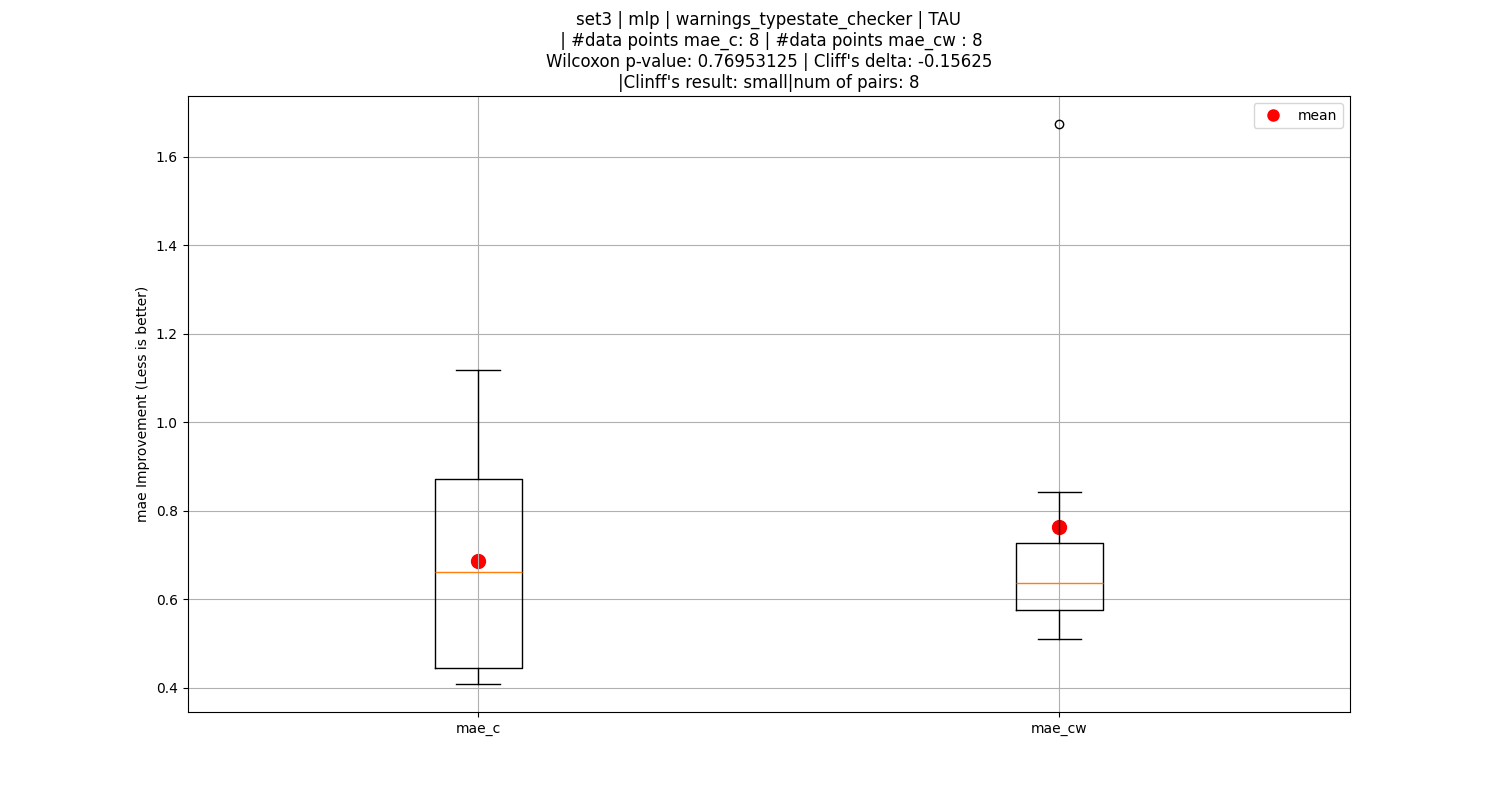 set3 | mlp | warnings_typestate_checker | TAU
| #data points mae_c: 8 | #data points mae_cw : 8
Wilcoxon p-value: 0.76953125 | Cliff's delta: -0.15625
|Clinff's result: small|num of pairs: 8
mean
mae Improvement (Less is better)
1.6
1.4
1.2
1.0
0.8
0.6
0.4
mae_c
mae_cw